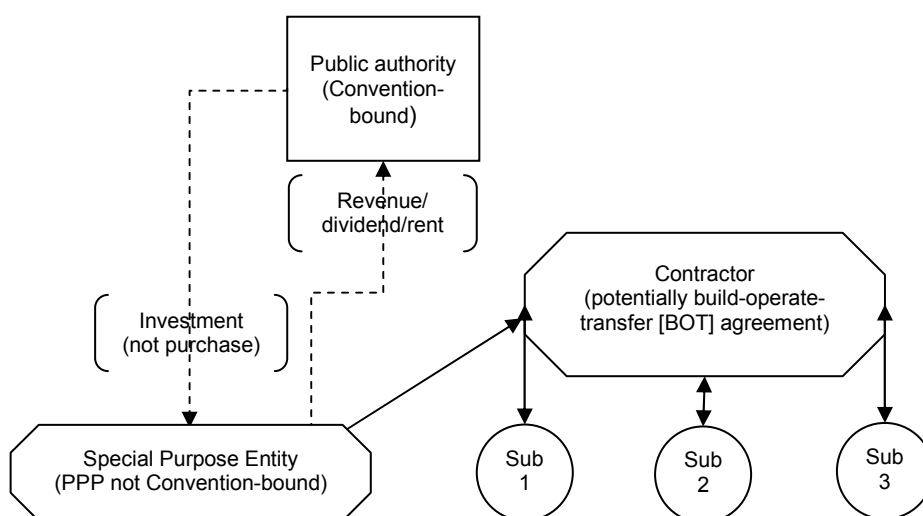 Public authority
(Convention-
bound)
Revenue/
dividend/rent
Contractor
(potentially build-operate-
transfer [BOT] agreement)
Investment
(not purchase)
Special Purpose Entity
(PPP not Convention-bound)
Sub
1
Sub
2
Sub
3